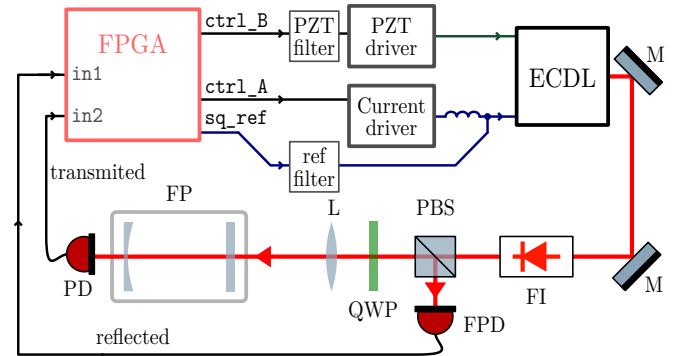 ctrl_B
PZT
filter
PZT
driver
FPGA
ECDL
M
in1
in2
ctrl_A
Current
driver
sq_ref
ref
filter
transmited
FP
L
PBS
PD
QWP
FPD
FI
M
reflected